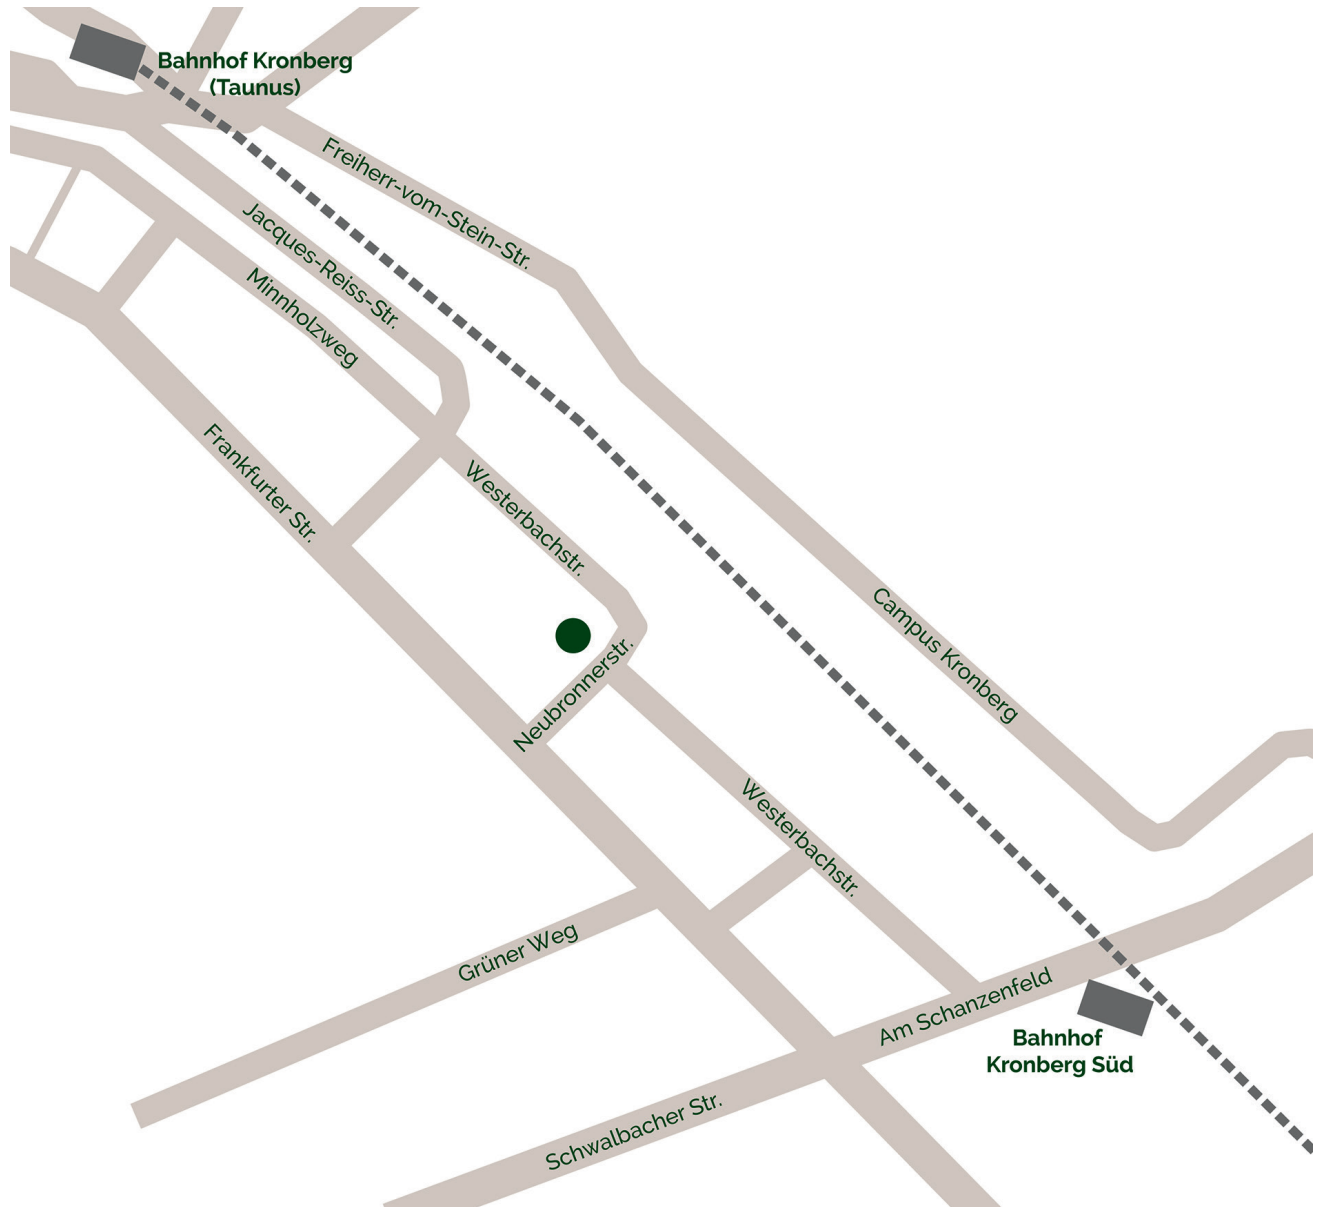 Bahnhof Kronberg
(Taunus)
Freiherr-vom-Stein-Str.
Jacques-Reiss-Str.
Minnholzweg
Frankfurter Str.
Westerbachstr.
Campus Kronberg
Neubronnerstr.
Westerbachstr.
Grüner Weg
Am Schanzenfeld
Bahnhof
Kronberg Süd
Schwalbacher Str.